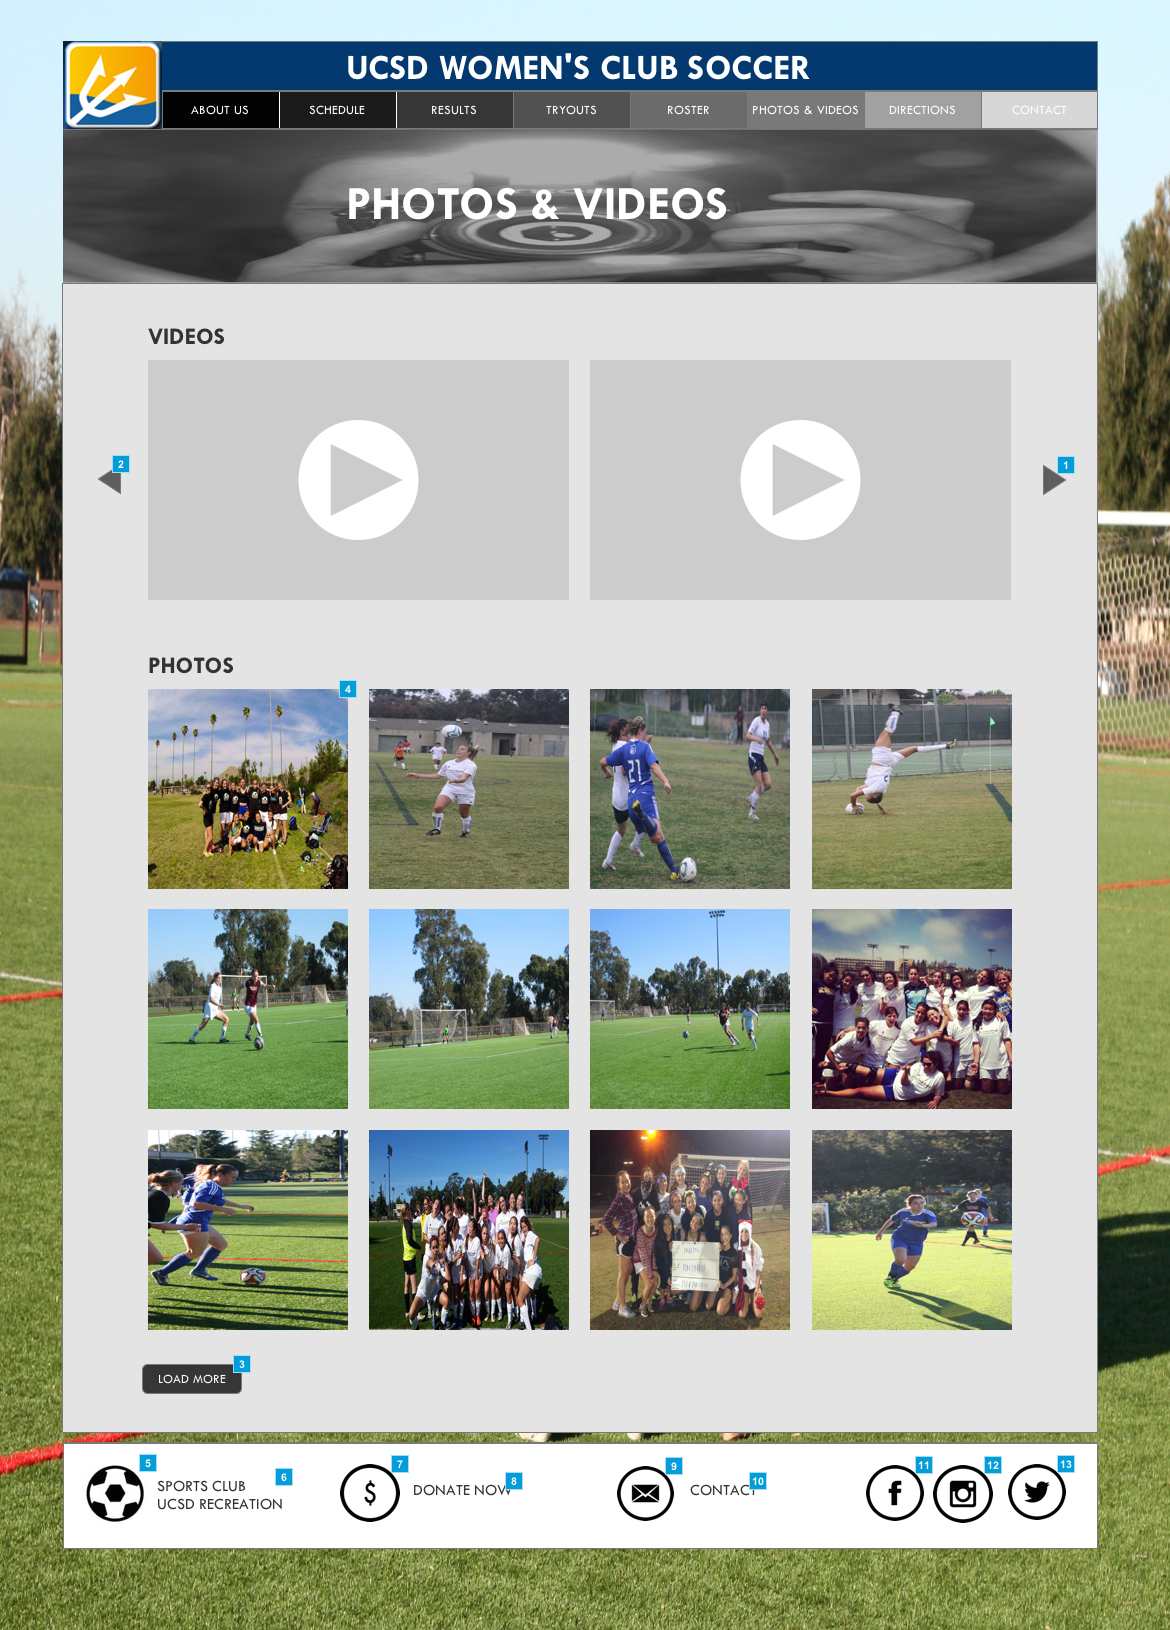 UCSD WOMEN'S CLUB SOCCER
ABOUT US
SCHEDULE
RESULTS
TRYOUTS
ROSTER
PHOTOS & VIDEOS
DIRECTIONS
CONTACT
PHOTOS & VIDEOS
VIDEOS
2
1
PHOTOS
4
21
LOAD MORE
3
5
SPORTS CLUB
UCSD RECREATION
6
7
$
DONATE NOW
8
9
CONTACT
10
11
f
12
13